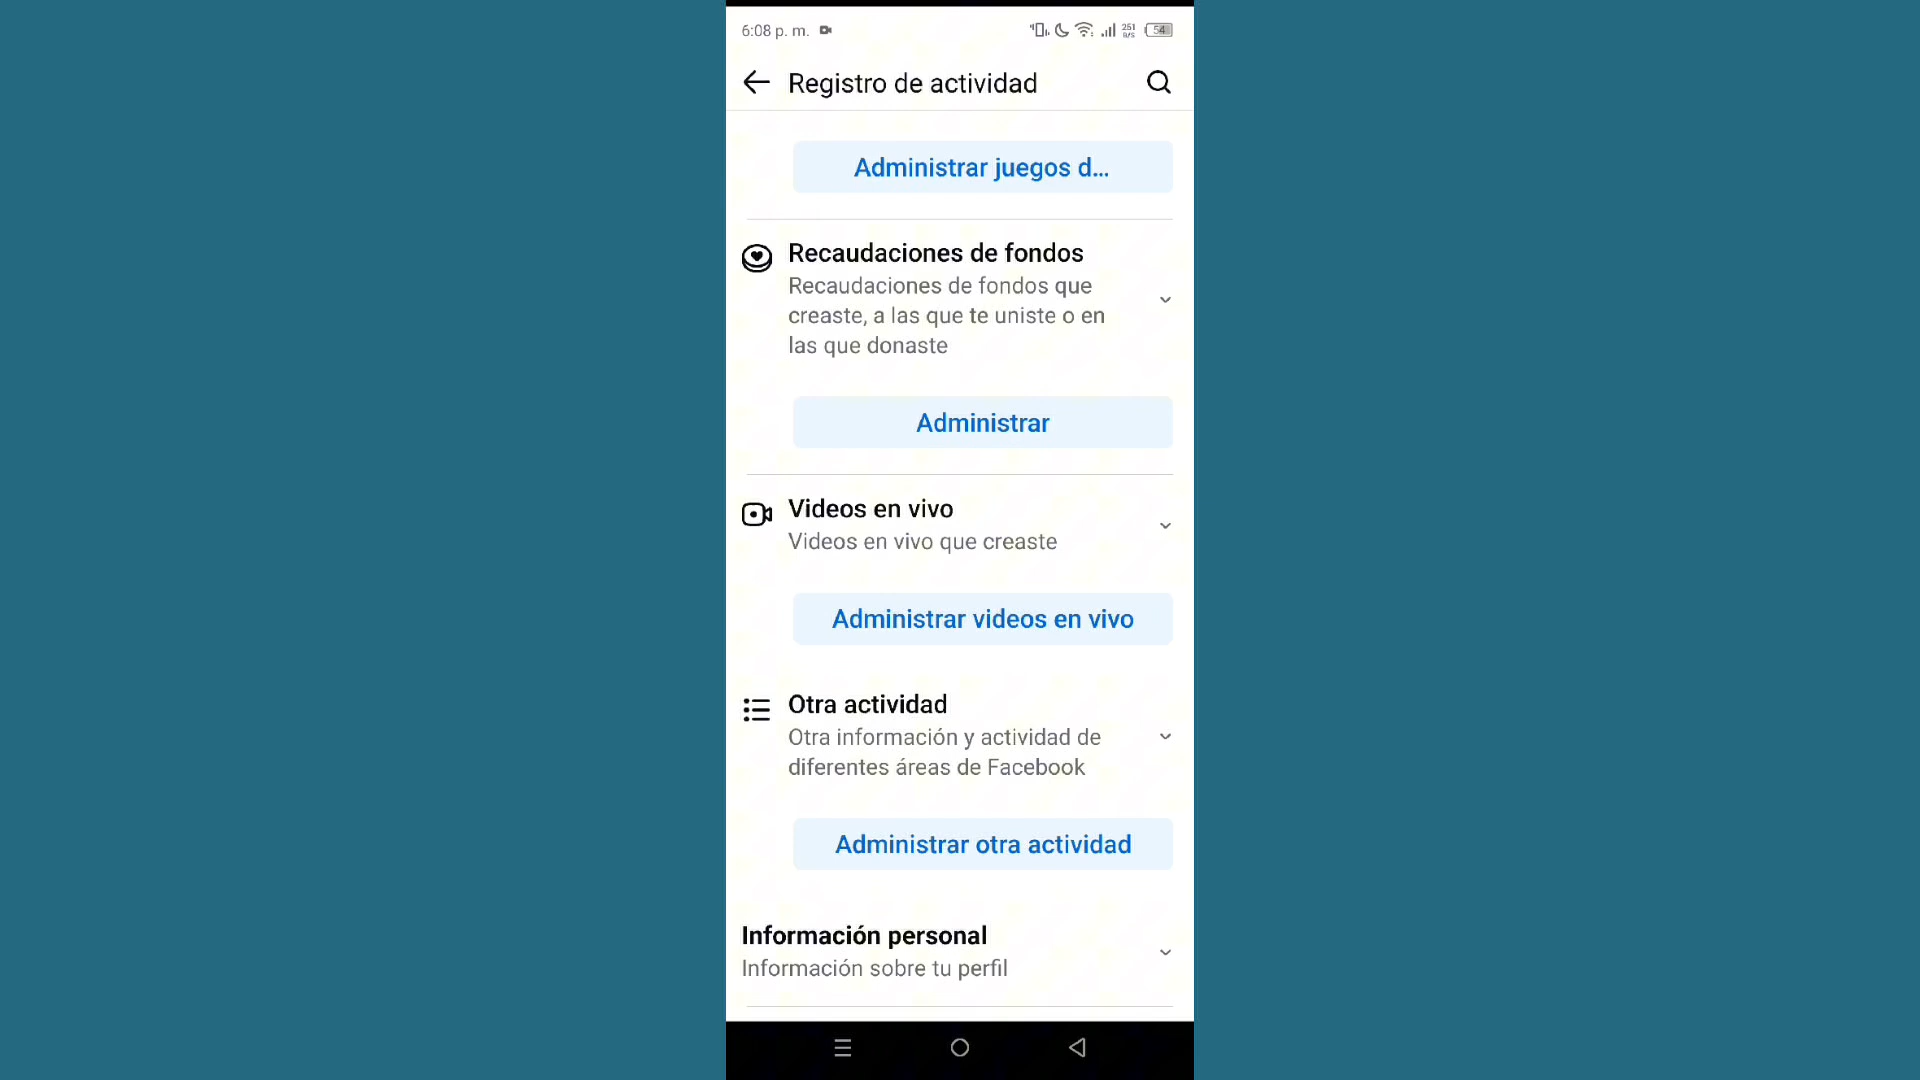 6:08 p. m.
251
B/S
54
Registro de actividad
Administrar juegos d...
Recaudaciones de fondos
Recaudaciones de fondos que
creaste, a las que te uniste o en
las que donaste
Administrar
Videos en vivo
Videos en vivo que creaste
Administrar videos en vivo
Otra actividad
Otra información y actividad de
diferentes áreas de Facebook
Administrar otra actividad
Información personal
Información sobre tu perfil